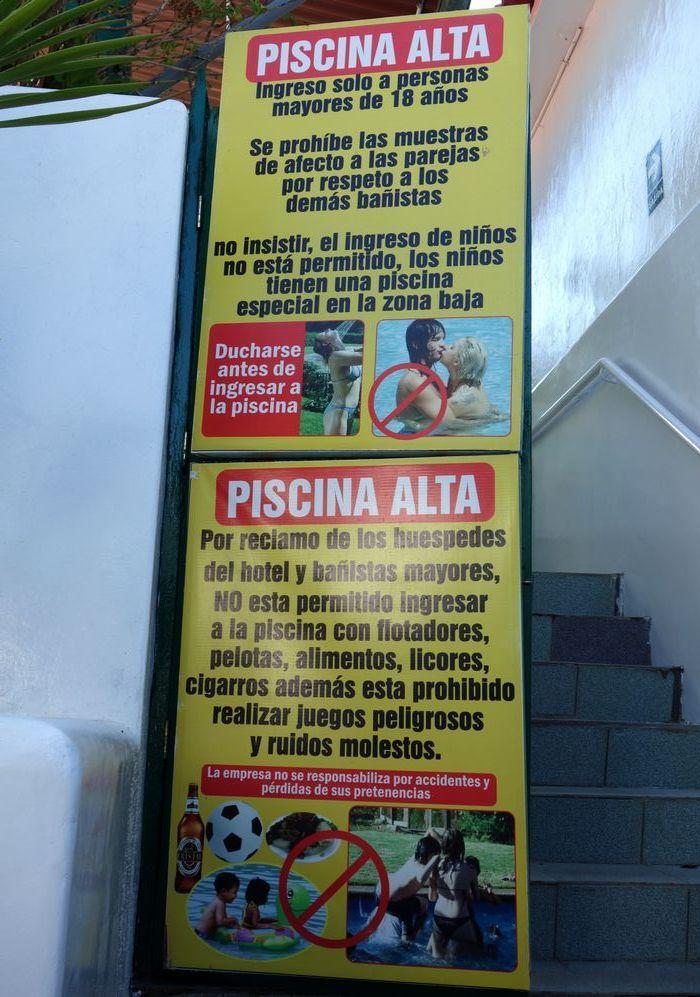 PISCINA ALTA
Ingreso solo a personas
mayores de 18 años
Se prohíbe las muestras
de afecto a las parejas
por respeto a los
demás bañistas
no insistir, el ingreso de niños
no está permitido, los niños
tienen una piscina
especial en la zona baja
Ducharse
antes de
ingresar a
la piscina
PISCINA ALTA
Por reclamo de los huespedes
del hotel y bañistas mayores,
NO esta permitido ingresar
a la piscina con flotadores,
pelotas, alimentos, licores,
cigarros además esta prohibido
realizar juegos peligrosos
y ruidos molestos.
La empresa no se responsabiliza por accidentes y
pérdidas de sus pretenencias